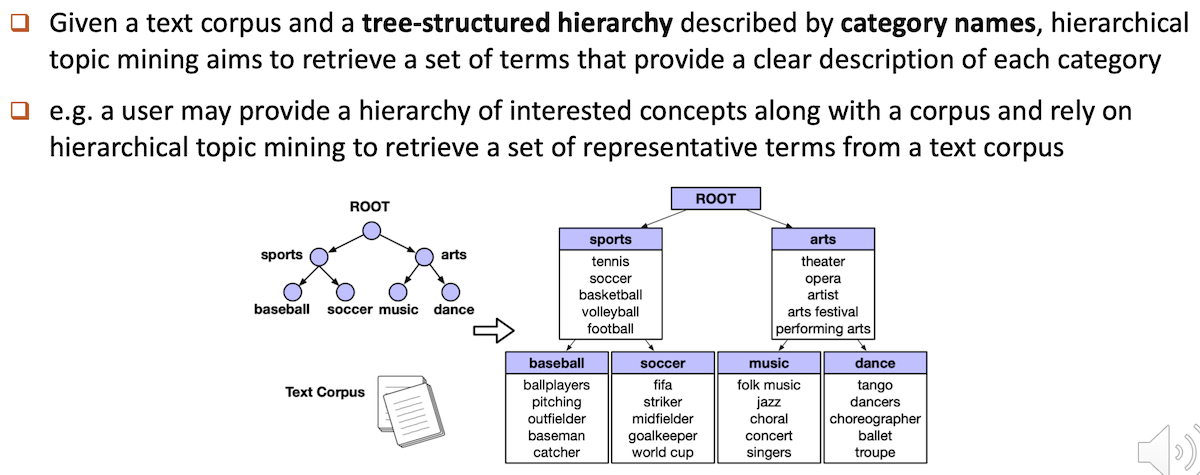 Given a text corpus and a tree-structured hierarchy described by category names, hierarchical
topic mining aims to retrieve a set of terms that provide a clear description of each category
e.g. a user may provide a hierarchy of interested concepts along with a corpus and rely on
hierarchical topic mining to retrieve a set of representative terms from a text corpus
ROOT
sports
arts
baseball
soccer
music
dance
Text Corpus
ROOT
sports
tennis
soccer
basketball
volleyball
football
arts
theater
opera
artist
arts festival
performing arts
baseball
ballplayers
pitching
outfielder
baseman
catcher
soccer
fifa
striker
midfielder
goalkeeper
world cup
music
folk music
jazz
choral
concert
singers
dance
tango
dancers
choreographer
ballet
troupe